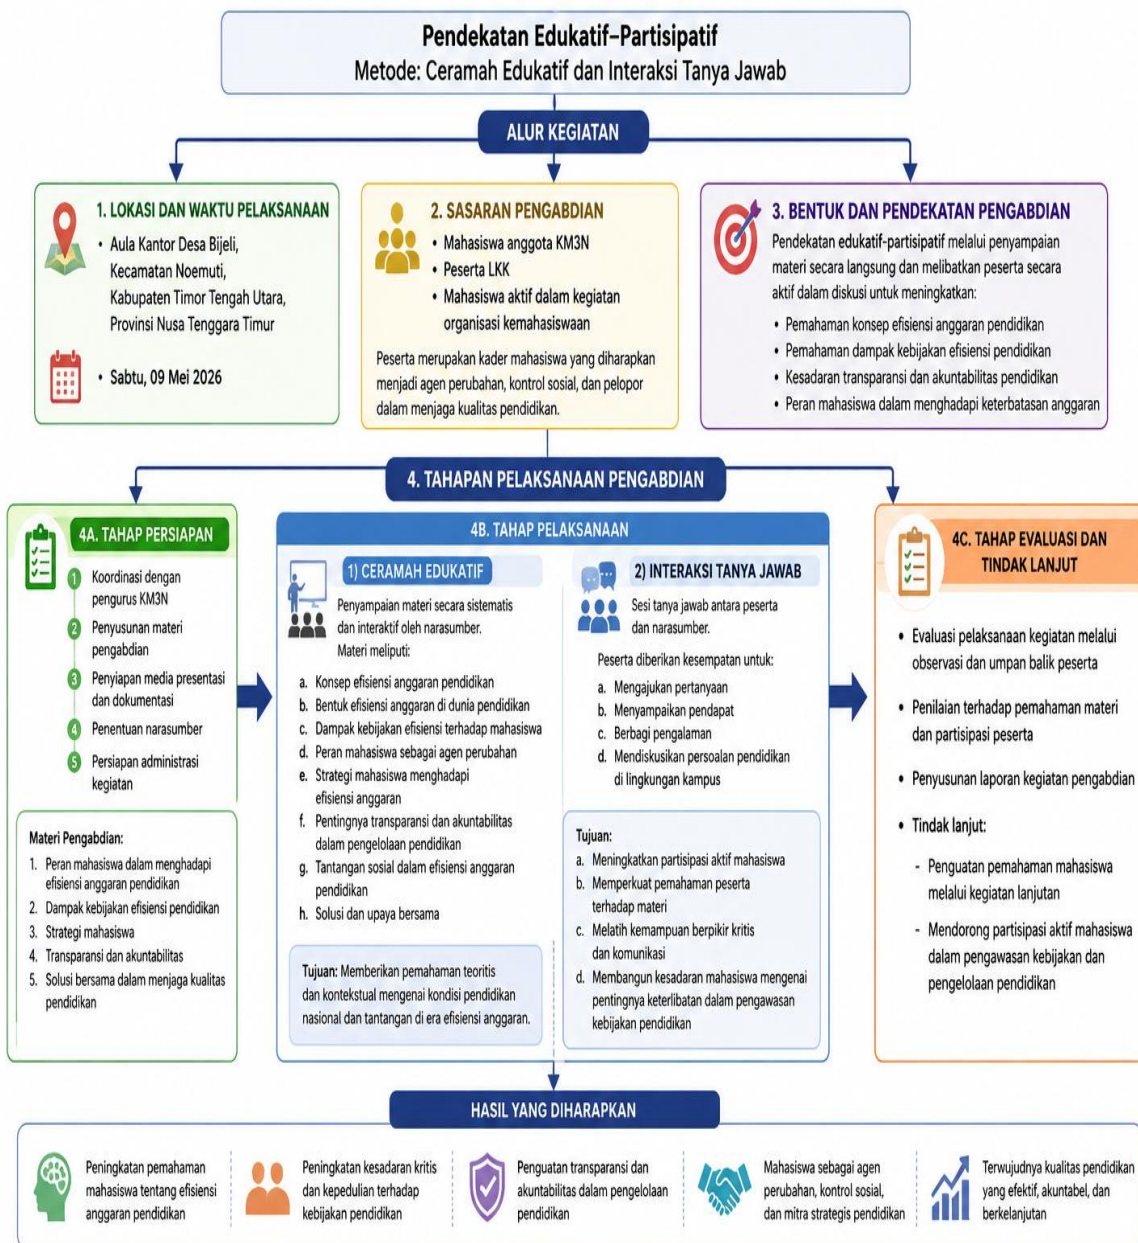 Pendekatan Edukatif–Partisipatif
Metode: Ceramah Edukatif dan Interaksi Tanya Jawab
ALUR KEGIATAN
1. LOKASI DAN WAKTU PELAKSANAAN
• Aula Kantor Desa Bijeli,
Kecamatan Noemuti,
Kabupaten Timor Tengah Utara,
Provinsi Nusa Tenggara Timur
• Sabtu, 09 Mei 2026
2. SASARAN PENGABDIAN
• Mahasiswa anggota KM3N
• Peserta LKK
• Mahasiswa aktif dalam kegiatan
organisasi kemahasiswaan
Peserta merupakan kader mahasiswa yang diharapkan
menjadi agen perubahan, kontrol sosial, dan pelopor
dalam menjaga kualitas pendidikan.
3. BENTUK DAN PENDEKATAN PENGABDIAN
Pendekatan edukatif-partisipatif melalui penyampaian
materi secara langsung dan melibatkan peserta secara
aktif dalam diskusi untuk meningkatkan:
• Pemahaman konsep efisiensi anggaran pendidikan
• Pemahaman dampak kebijakan efisiensi pendidikan
• Kesadaran transparansi dan akuntabilitas pendidikan
• Peran mahasiswa dalam menghadapi keterbatasan anggaran
4. TAHAPAN PELAKSANAAN PENGABDIAN
4A. TAHAP PERSIAPAN
1 Koordinasi dengan
pengurus KM3N
2 Penyusunan materi
pengabdian
3 Penyiapan media presentasi
dan dokumentasi
4 Penentuan narasumber
5 Persiapan administrasi
kegiatan
Materi Pengabdian:
1. Peran mahasiswa dalam menghadapi
efisiensi anggaran pendidikan
2. Dampak kebijakan efisiensi pendidikan
3. Strategi mahasiswa
4. Transparansi dan akuntabilitas
5. Solusi bersama dalam menjaga kualitas
pendidikan
4B. TAHAP PELAKSANAAN
1) CERAMAH EDUKATIF
Penyampaian materi secara sistematis
dan interaktif oleh narasumber.
Materi meliputi:
a. Konsep efisiensi anggaran pendidikan
b. Bentuk efisiensi anggaran di dunia pendidikan
c. Dampak kebijakan efisiensi terhadap mahasiswa
d. Peran mahasiswa sebagai agen perubahan
e. Strategi mahasiswa menghadapi
efisiensi anggaran
f. Pentingnya transparansi dan akuntabilitas
dalam pengelolaan pendidikan
g. Tantangan sosial dalam efisiensi anggaran
pendidikan
h. Solusi dan upaya bersama
Tujuan: Memberikan pemahaman teoritis
dan kontekstual mengenai kondisi pendidikan
nasional dan tantangan di era efisiensi anggaran.
2) INTERAKSI TANYA JAWAB
Sesi tanya jawab antara peserta
dan narasumber.
Peserta diberikan kesempatan untuk:
a. Mengajukan pertanyaan
b. Menyampaikan pendapat
c. Berbagi pengalaman
d. Mendiskusikan persoalan pendidikan
di lingkungan kampus
Tujuan:
a. Meningkatkan partisipasi aktif mahasiswa
b. Memperkuat pemahaman peserta
terhadap materi
c. Melatih kemampuan berpikir kritis
dan komunikasi
d. Membangun kesadaran mahasiswa mengenai
pentingnya keterlibatan dalam pengawasan
kebijakan pendidikan
4C. TAHAP EVALUASI DAN
TINDAK LANJUT
• Evaluasi pelaksanaan kegiatan melalui
observasi dan umpan balik peserta
• Penilaian terhadap pemahaman materi
dan partisipasi peserta
• Penyusunan laporan kegiatan pengabdian
• Tindak lanjut:
- Penguatan pemahaman mahasiswa
melalui kegiatan lanjutan
- Mendorong partisipasi aktif mahasiswa
dalam pengawasan kebijakan dan
pengelolaan pendidikan
HASIL YANG DIHARAPKAN
Peningkatan pemahaman
mahasiswa tentang efisiensi
anggaran pendidikan
Peningkatan kesadaran kritis
dan kepedulian terhadap
kebijakan pendidikan
Penguatan transparansi dan
akuntabilitas dalam pengelolaan
pendidikan
Mahasiswa sebagai agen
perubahan, kontrol sosial,
dan mitra strategis pendidikan
Terwujudnya kualitas pendidikan
yang efektif, akuntabel, dan
berkelanjutan